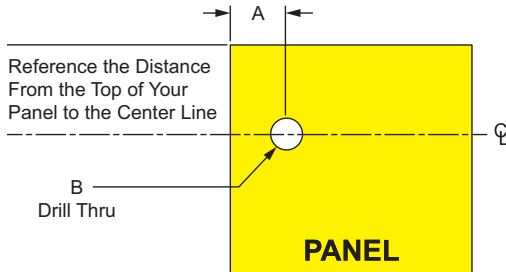 A
Reference the Distance
From the Top of Your
Panel to the Center Line
℄
B
Drill Thru
PANEL